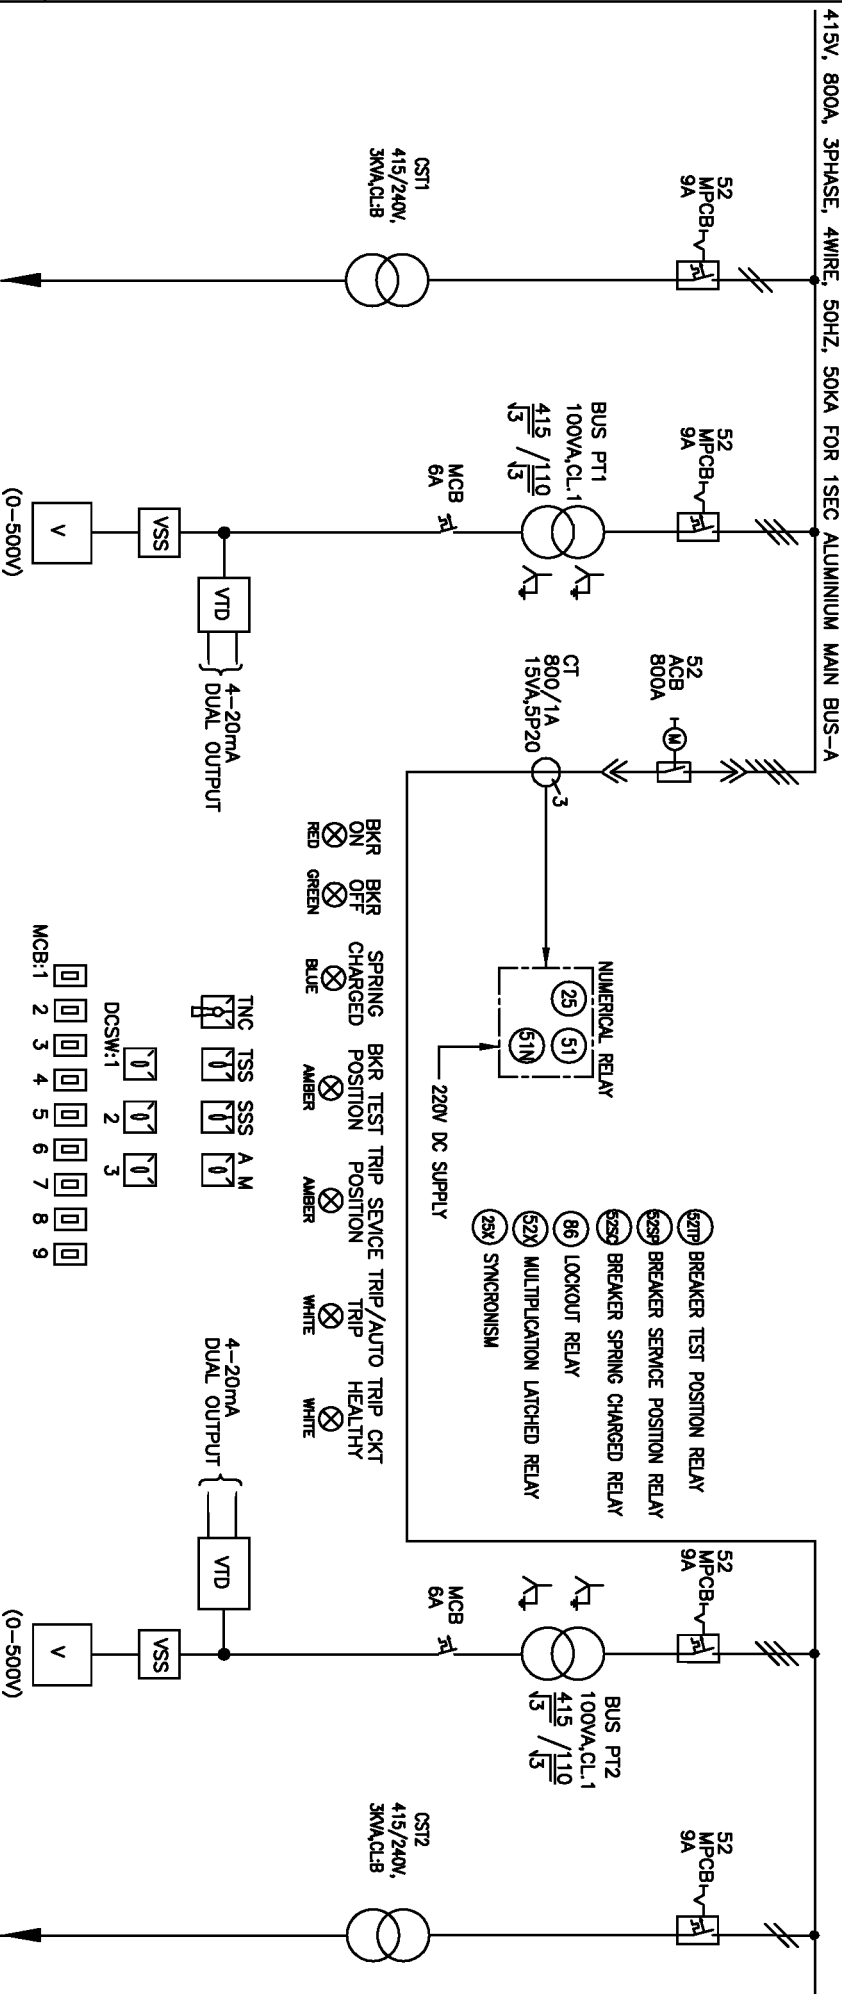 415V, 800A, 3PHASE, 4WIRE, 50HZ, 50KA FOR 1SEC ALUMINIUM MAIN BUS-A
52
MPCB
9A
CST1
415/240V,
3KVA,CL:B
52
MPCB
9A
BUS PT1
100VA,CL.1
415 /110
√3 √3
MCB
6A
VTD
4-20mA
DUAL OUTPUT
VSS
V
(0-500V)
52
ACB
800A
M
CT
800/1A
15VA,5P20
3
NUMERICAL RELAY
25
51
51N
220V DC SUPPLY
52TP BREAKER TEST POSITION RELAY
52SP BREAKER SERVICE POSITION RELAY
52SC BREAKER SPRING CHARGED RELAY
86 LOCKOUT RELAY
52X MULTIPLICATION LATCHED RELAY
25X SYNCRONISM
BKR
ON
RED
BKR
OFF
GREEN
SPRING
CHARGED
BLUE
BKR TEST
POSITION
AMBER
TRIP SEVICE
POSITION
AMBER
TRIP/AUTO
TRIP
WHITE
TRIP CKT
HEALTHY
WHITE
TNC TSS SSS A M
DCSW:1 2 3
MCB:1 2 3 4 5 6 7 8 9
52
MPCB
9A
BUS PT2
100VA,CL.1
415 /110
√3 √3
MCB
6A
4-20mA
DUAL OUTPUT
VTD
VSS
V
(0-500V)
52
MPCB
9A
CST2
415/240V,
3KVA,CL:B